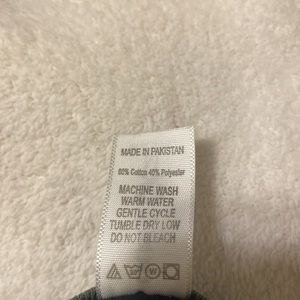 MADE IN PAKISTAN
60% Cotton 40% Polyester
MACHINE WASH
WARM WATER
GENTLE CYCLE
TUMBLE DRY LOW
DO NOT BLEACH